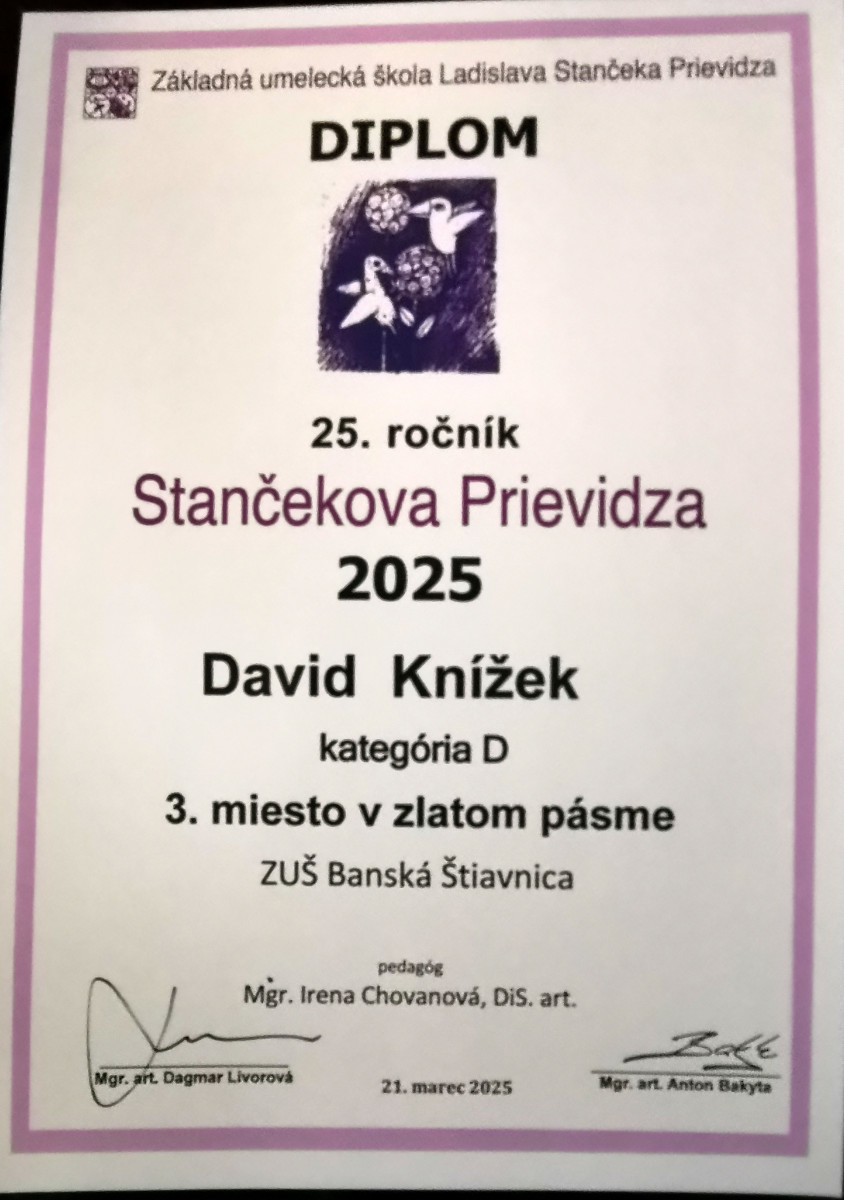 Základná umelecká škola Ladislava Stančeka Prievidza
DIPLOM
25. ročník
Stančekova Prievidza
2025
David Knížek
kategória D
3. miesto v zlatom pásme
ZUŠ Banská Štiavnica
pedagóg
Mgr. Irena Chovanová, DiS. art.
Mgr. art. Dagmar Livorová
21. marec 2025
Mgr. art. Anton Bakyta